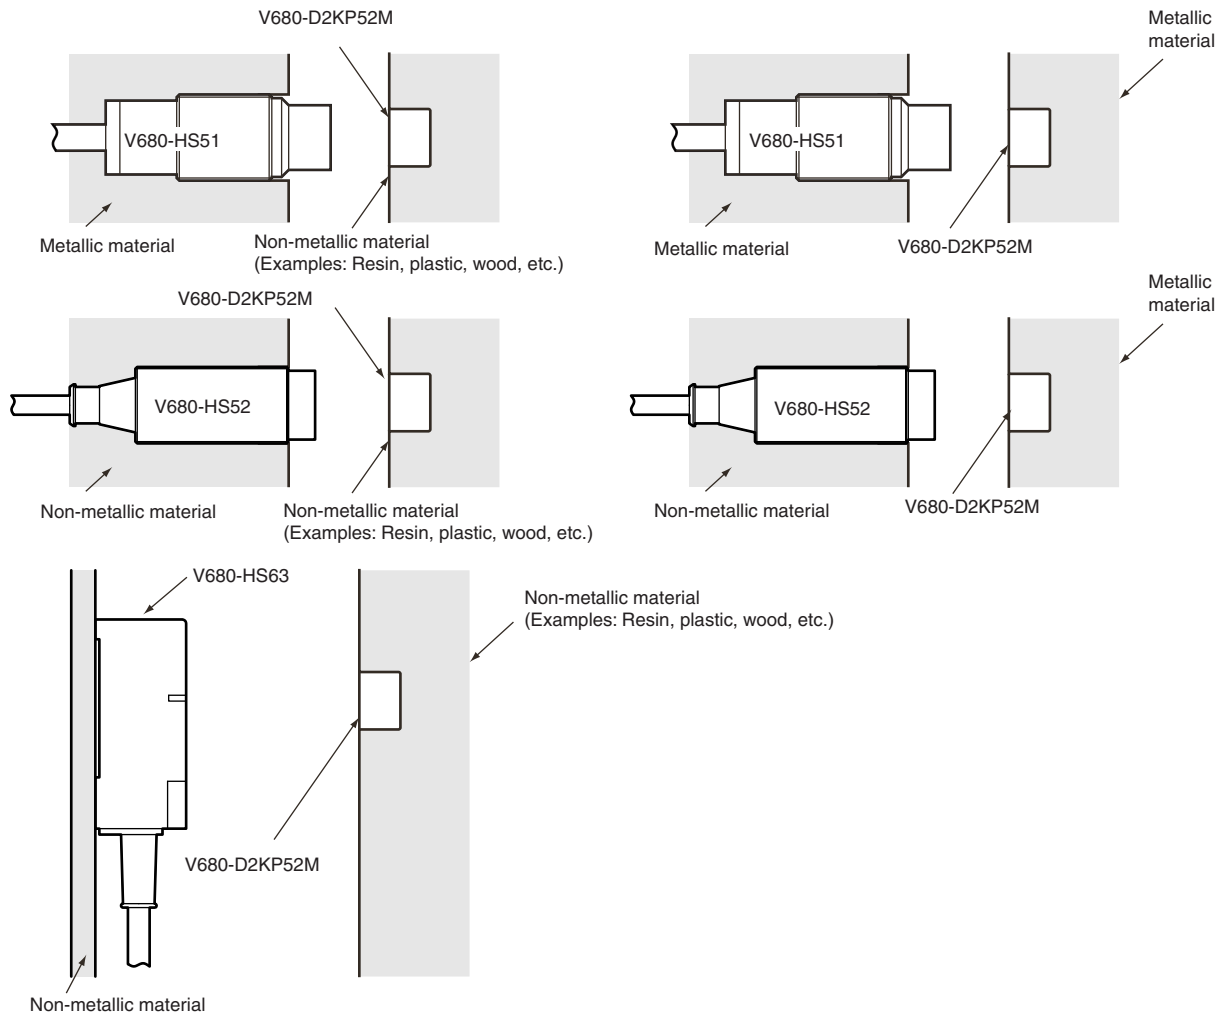 V680-D2KP52M
Metallic
material
V680-HS51
V680-HS51
Metallic material
Non-metallic material
(Examples: Resin, plastic, wood, etc.)
Metallic material
V680-D2KP52M
V680-D2KP52M
Metallic
material
V680-HS52
V680-HS52
Non-metallic material
Non-metallic material
(Examples: Resin, plastic, wood, etc.)
Non-metallic material
V680-D2KP52M
V680-HS63
Non-metallic material
(Examples: Resin, plastic, wood, etc.)
V680-D2KP52M
Non-metallic material